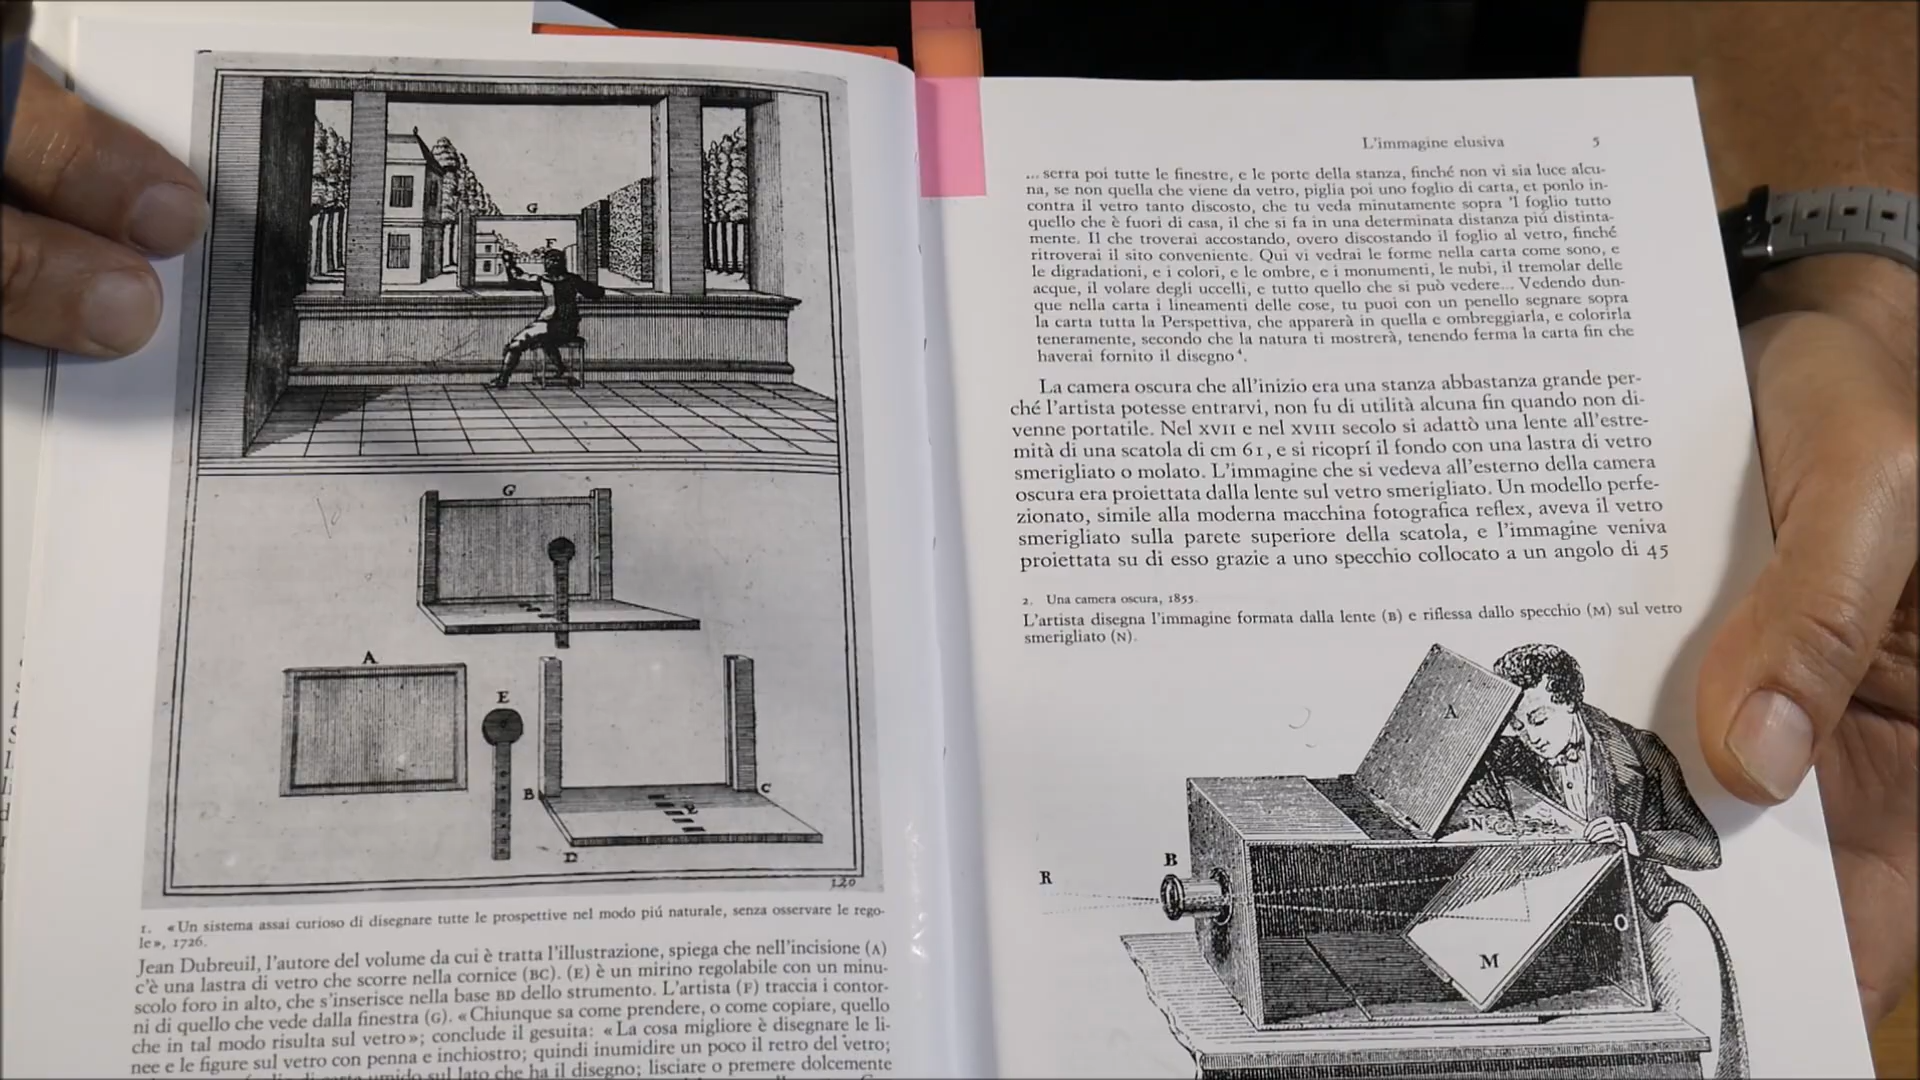 G
F
G
A
E
B
C
D
120
1. «Un sistema assai curioso di disegnare tutte le prospettive nel modo piú naturale, senza osservare le rego-
le», 1726.
Jean Dubreuil, l'autore del volume da cui è tratta l'illustrazione, spiega che nell'incisione (A)
c'è una lastra di vetro che scorre nella cornice (BC). (E) è un mirino regolabile con un minu-
scolo foro in alto, che s'inserisce nella base BD dello strumento. L'artista (F) traccia i contor-
ni di quello che vede dalla finestra (G). «Chiunque sa come prendere, o come copiare, quello
che in tal modo risulta sul vetro»; conclude il gesuita: «La cosa migliore è disegnare le li-
nee e le figure sul vetro con penna e inchiostro; quindi inumidire un poco il retro del vetro;
di carta umido sul lato che ha il disegno; lisciare o premere dolcemente
L'immagine elusiva 5
... serra poi tutte le finestre, e le porte della stanza, finché non vi sia luce alcu-
na, se non quella che viene da vetro, piglia poi uno foglio di carta, et ponlo in-
contra il vetro tanto discosto, che tu veda minutamente sopra 'l foglio tutto
quello che è fuori di casa, il che si fa in una determinata distanza piú distinta-
mente. Il che troverai accostando, overo discostando il foglio al vetro, finché
ritroverai il sito conveniente. Qui vi vedrai le forme nella carta come sono, e
le digradationi, e i colori, e le ombre, e i monumenti, le nubi, il tremolar delle
acque, il volare degli uccelli, e tutto quello che si può vedere... Vedendo dun-
que nella carta i lineamenti delle cose, tu puoi con un penello segnare sopra
la carta tutta la Perspettiva, che apparerà in quella e ombreggiarla, e colorirla
teneramente, secondo che la natura ti mostrerà, tenendo ferma la carta fin che
haverai fornito il disegno⁴.
La camera oscura che all'inizio era una stanza abbastanza grande per-
ché l'artista potesse entrarvi, non fu di utilità alcuna fin quando non di-
venne portatile. Nel XVII e nel XVIII secolo si adattò una lente all'estre-
mità di una scatola di cm 61, e si ricoprí il fondo con una lastra di vetro
smerigliato o molato. L'immagine che si vedeva all'esterno della camera
oscura era proiettata dalla lente sul vetro smerigliato. Un modello perfe-
zionato, simile alla moderna macchina fotografica reflex, aveva il vetro
smerigliato sulla parete superiore della scatola, e l'immagine veniva
proiettata su di esso grazie a uno specchio collocato a un angolo di 45
2. Una camera oscura, 1855.
L'artista disegna l'immagine formata dalla lente (B) e riflessa dallo specchio (M) sul vetro
smerigliato (N).
A
N
B
R
O
M